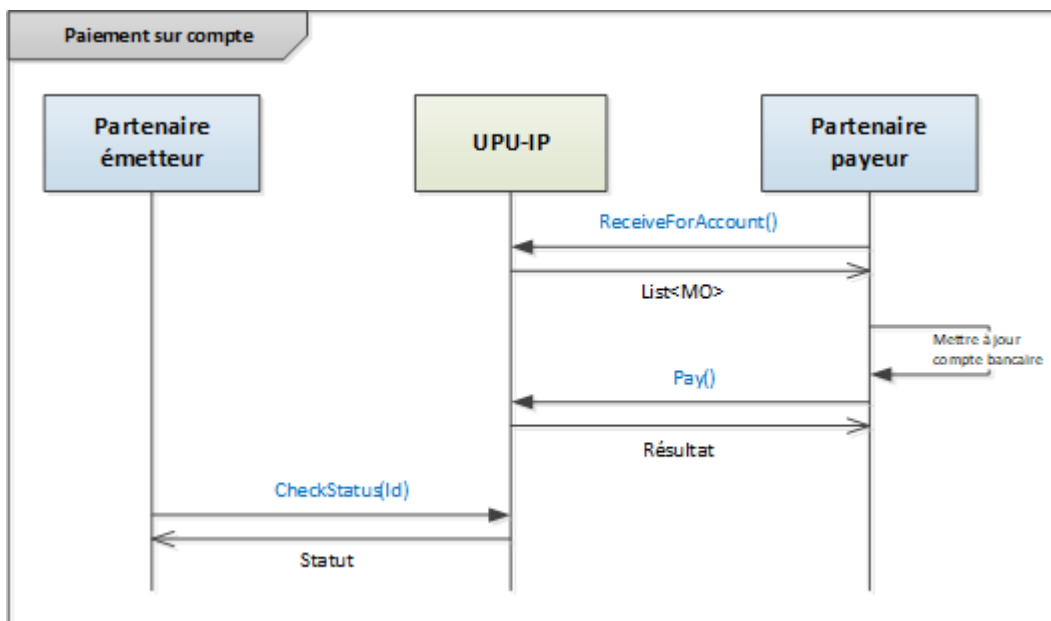 Paiement sur compte
Partenaire
émetteur
UPU-IP
Partenaire
payeur
ReceiveForAccount()
List<MO>
Mettre à jour
compte bancaire
Pay()
Résultat
CheckStatus(Id)
Statut